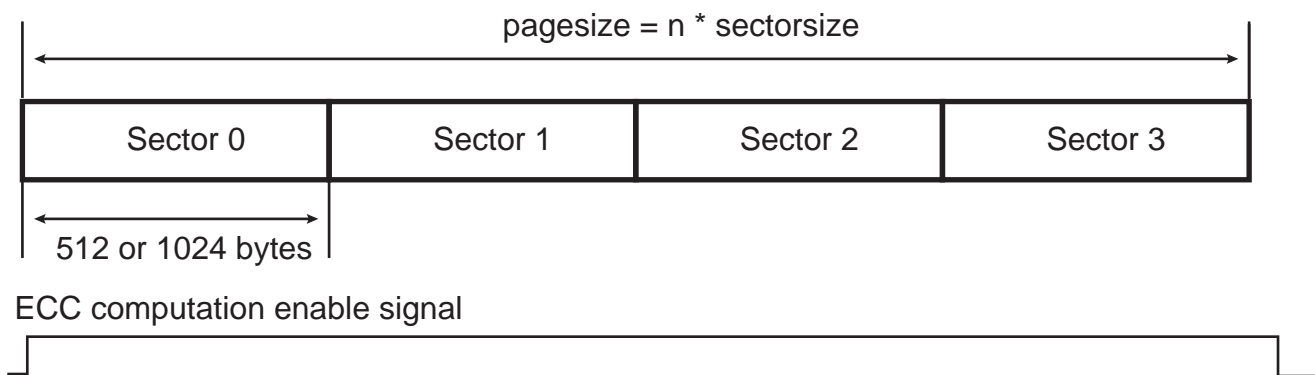 pagesize = n * sectorsize
Sector 0 Sector 1 Sector 2 Sector 3
512 or 1024 bytes
ECC computation enable signal